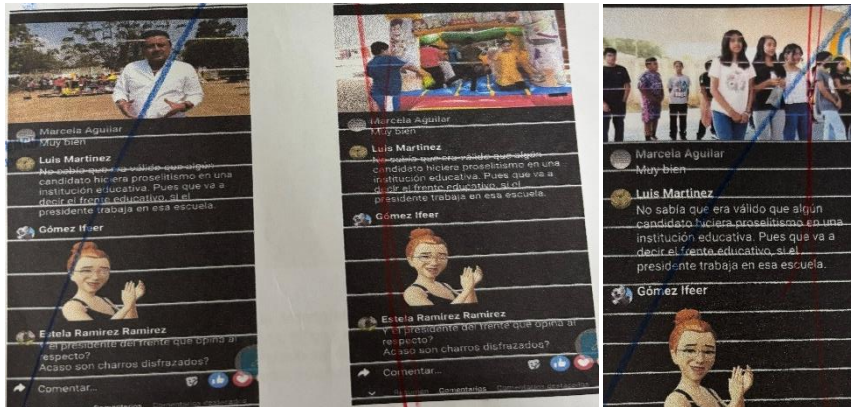 Marcela Aguilar
Muy bien
Luis Martinez
No sabía que era válido que algún
candidato hiciera proselitismo en una
institución educativa. Pues que va a
decir el frente educativo, si el
presidente trabaja en esa escuela.
Gómez Ifeer
Estela Ramirez Ramirez
Y el presidente del frente que opina al
respecto?
Acaso son charros disfrazados?
Comentar...
Comentarios
Marcela Aguilar
Muy bien
Luis Martinez
No sabía que era válido que algún
candidato hiciera proselitismo en una
institución educativa. Pues que va a
decir el frente educativo, si el
presidente trabaja en esa escuela.
Gómez Ifeer
Estela Ramirez Ramirez
Y el presidente del frente que opina al
respecto?
Acaso son charros disfrazados?
Comentar...
Comentarios Comentarios destacados
Marcela Aguilar
Muy bien
Luis Martinez
No sabía que era válido que algún
candidato hiciera proselitismo en una
institución educativa. Pues que va a
decir el frente educativo, si el
presidente trabaja en esa escuela.
Gómez Ifeer